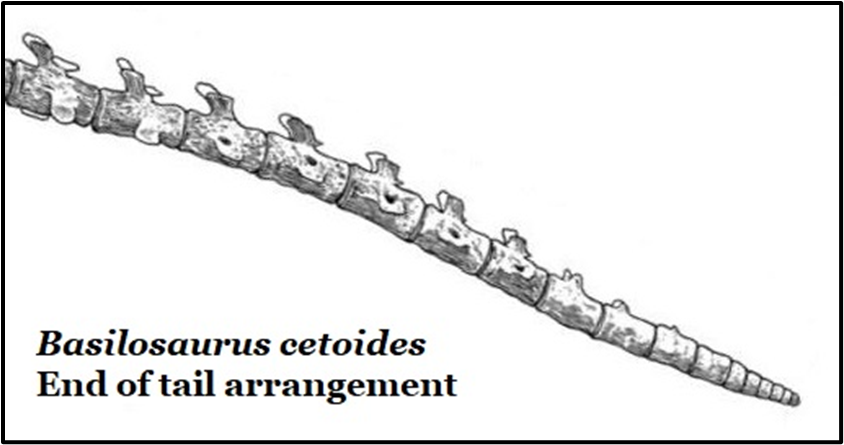 Basilosaurus cetoides
End of tail arrangement